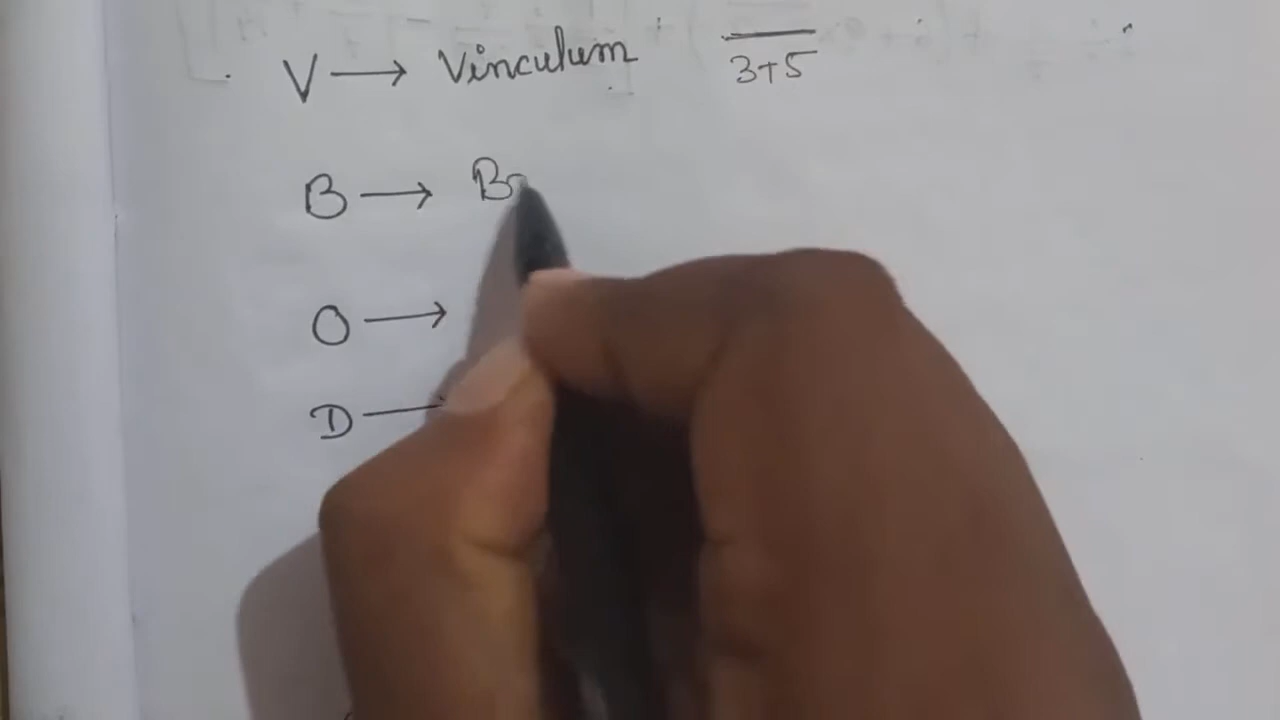 V → Vinculum 3+5
B → B
O →
D